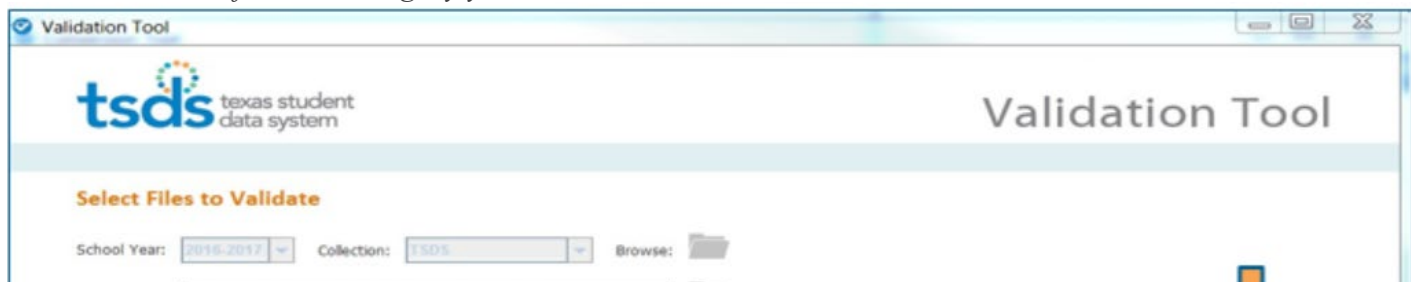 Validation Tool
tsds texas student
data system
Validation Tool
Select Files to Validate
School Year: 2016-2017 Collection: TSDS Browse: